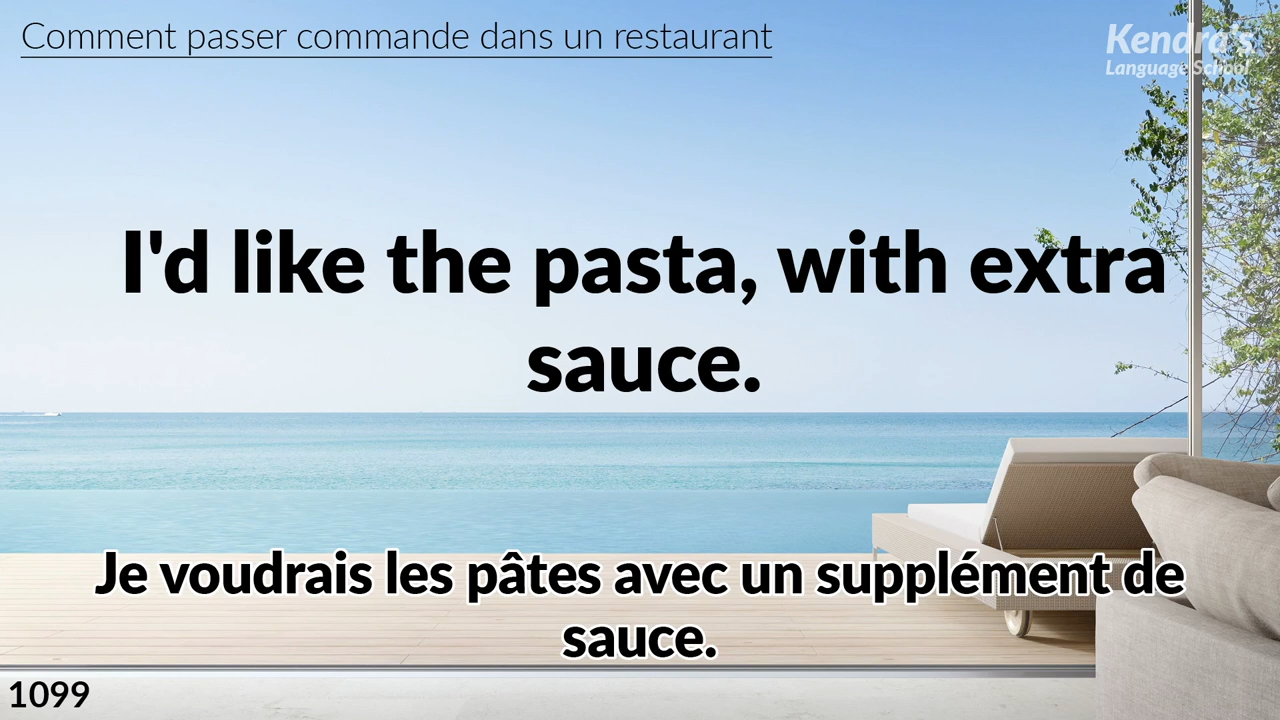 Comment passer commande dans un restaurant
Kendra's
Language School
I'd like the pasta, with extra
sauce.
Je voudrais les pâtes avec un supplément de
sauce.
1099